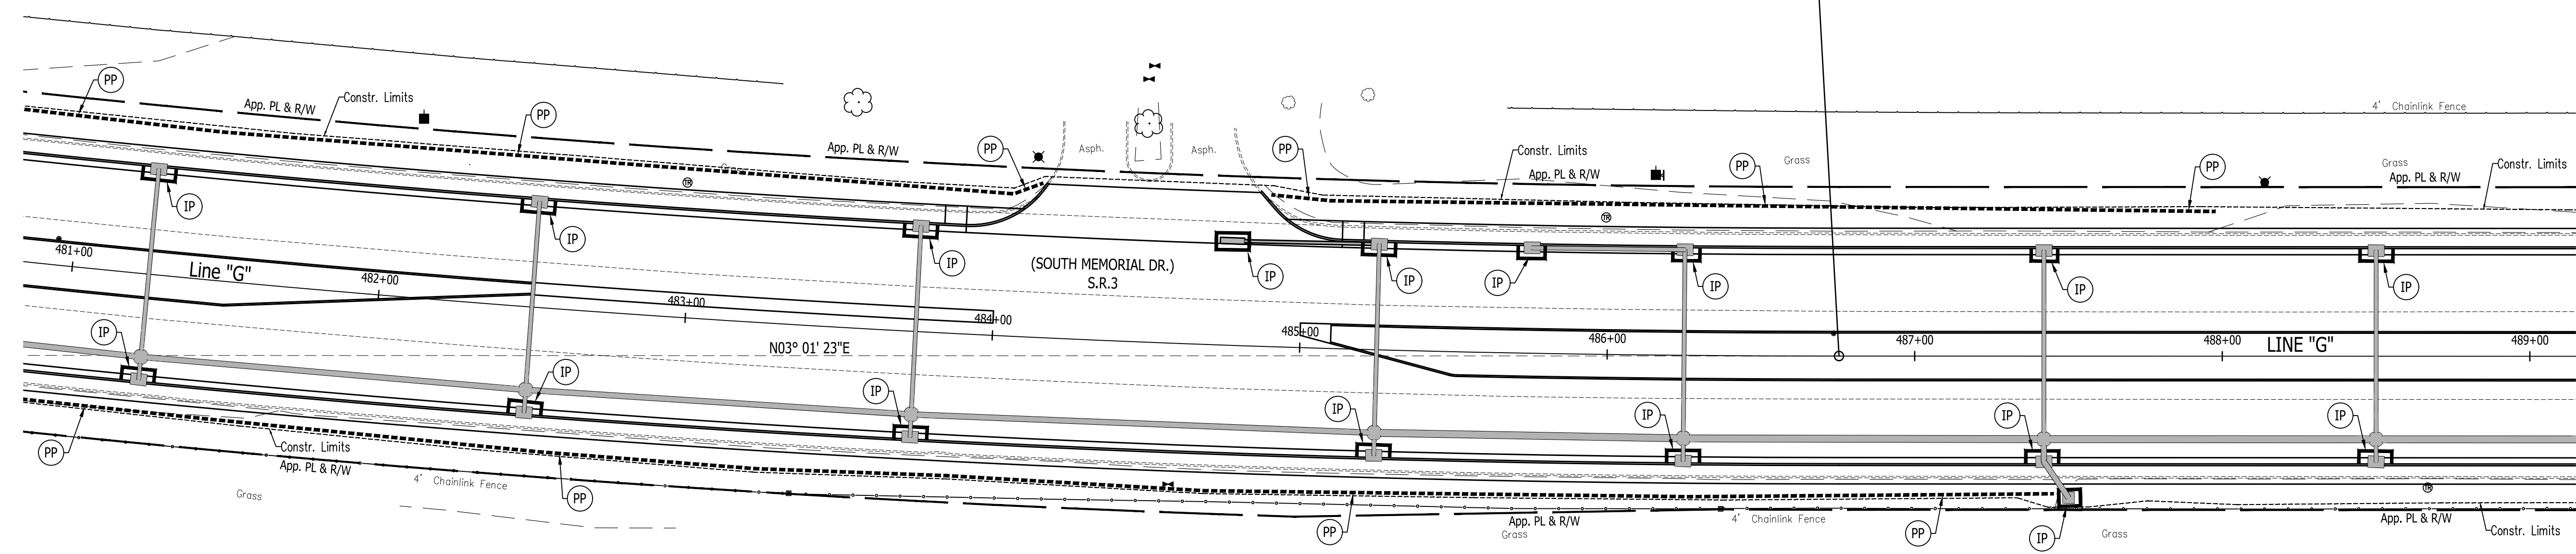 PP
App. PL & R/W
Constr. Limits
PP
App. PL & R/W
PP
Asph.
Asph.
PP
Constr. Limits
App. PL & R/W
PP
Grass
PP
4' Chainlink Fence
Grass
App. PL & R/W
Constr. Limits
TR
TR
IP
IP
IP
IP
IP
IP
IP
IP
IP
481+00
Line "G"
482+00
483+00
484+00
(SOUTH MEMORIAL DR.)
S.R.3
485+00
486+00
487+00
488+00
LINE "G"
489+00
N03° 01' 23"E
IP
IP
IP
IP
IP
IP
IP
PP
Constr. Limits
App. PL & R/W
Grass
4' Chainlink Fence
PP
PP
App. PL & R/W
Grass
4' Chainlink Fence
PP
IP
Grass
TR
App. PL & R/W
Constr. Limits